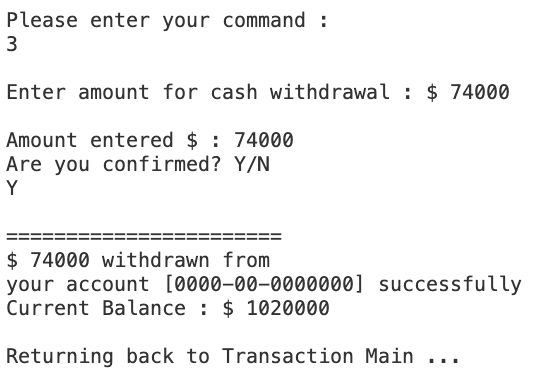 Please enter your command :
3
Enter amount for cash withdrawal : $ 74000
Amount entered $ : 74000
Are you confirmed? Y/N
Y
=======================
$ 74000 withdrawn from
your account [0000-00-0000000] successfully
Current Balance : $ 1020000
Returning back to Transaction Main ...